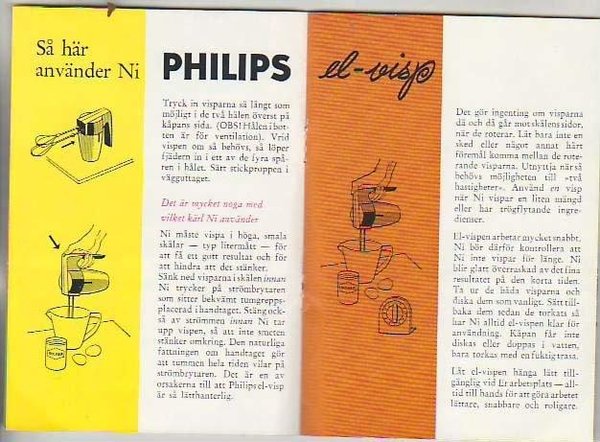 Så här
använder Ni
PHILIPS
el-visp
Tryck in visparna så långt som
möjligt i de två hålen överst på
kåpans sida. (OBS! Hålen i bot-
ten är för ventilation). Vrid
vispen om så behövs, så löper
fjädern in i ett av de fyra spå-
ren i hålet. Sätt stickproppen i
vägguttaget.
Det är mycket noga med
vilket kärl Ni använder
Ni måste vispa i höga, smala
skålar — typ litermått — för
att få ett gott resultat och för
att hindra att det stänker.
Sänk ned visparna i skålen innan
Ni trycker på strömbrytaren
som sitter bekvämt tumgrepps-
placerad i handtaget. Stäng ock-
så av strömmen innan Ni tar
upp vispen, så att inte smeten
stänker omkring. Den naturliga
fattningen om handtaget gör
att tummen hela tiden vilar på
strömbrytaren. Det är en av
orsakerna till att Philips el-visp
är så lätthanterlig.
Det gör ingenting om visparna
då och då går mot skålens sidor,
när de roterar. Låt bara inte en
sked eller något annat hårt
föremål komma mellan de rote-
rande visparna. Utnyttja när så
behövs möjligheten till »två
hastigheter». Använd en visp
när Ni vispar en liten mängd
eller har trögflytande ingre-
dienser.
El-vispen arbetar mycket snabbt.
Ni bör därför kontrollera att
Ni inte vispar för länge. Ni
blir glatt överraskad av det fina
resultatet på den korta tiden.
Ta ur de båda visparna och
diska dem som vanligt. Sätt till-
baka dem sedan de torkats så
har Ni alltid el-vispen klar för
användning. Kåpan får inte
diskas eller doppas i vatten,
bara torkas med en fuktig trasa.
Låt el-vispen hänga lätt till-
gänglig vid Er arbetsplats — all-
tid till hands för att göra arbetet
lättare, snabbare och roligare.